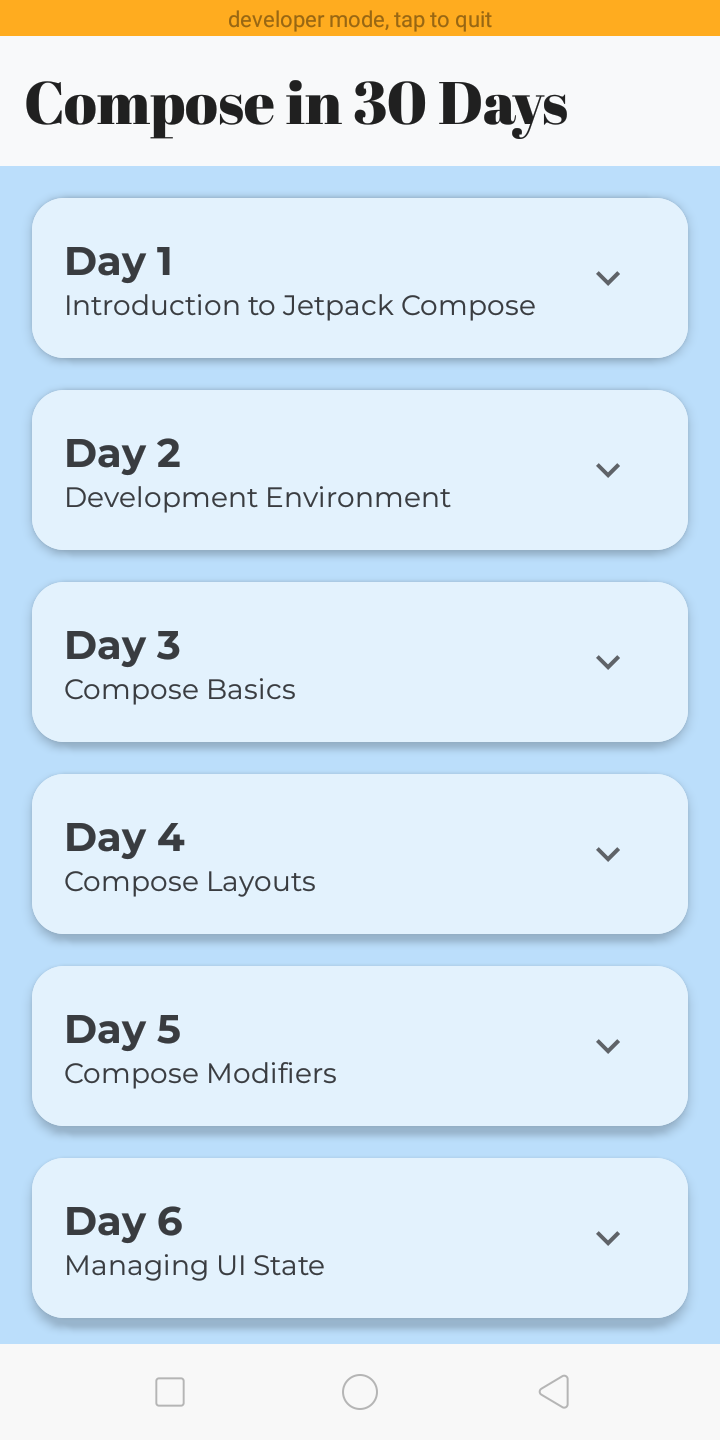 developer mode, tap to quit
Compose in 30 Days
Day 1
Introduction to Jetpack Compose
Day 2
Development Environment
Day 3
Compose Basics
Day 4
Compose Layouts
Day 5
Compose Modifiers
Day 6
Managing UI State